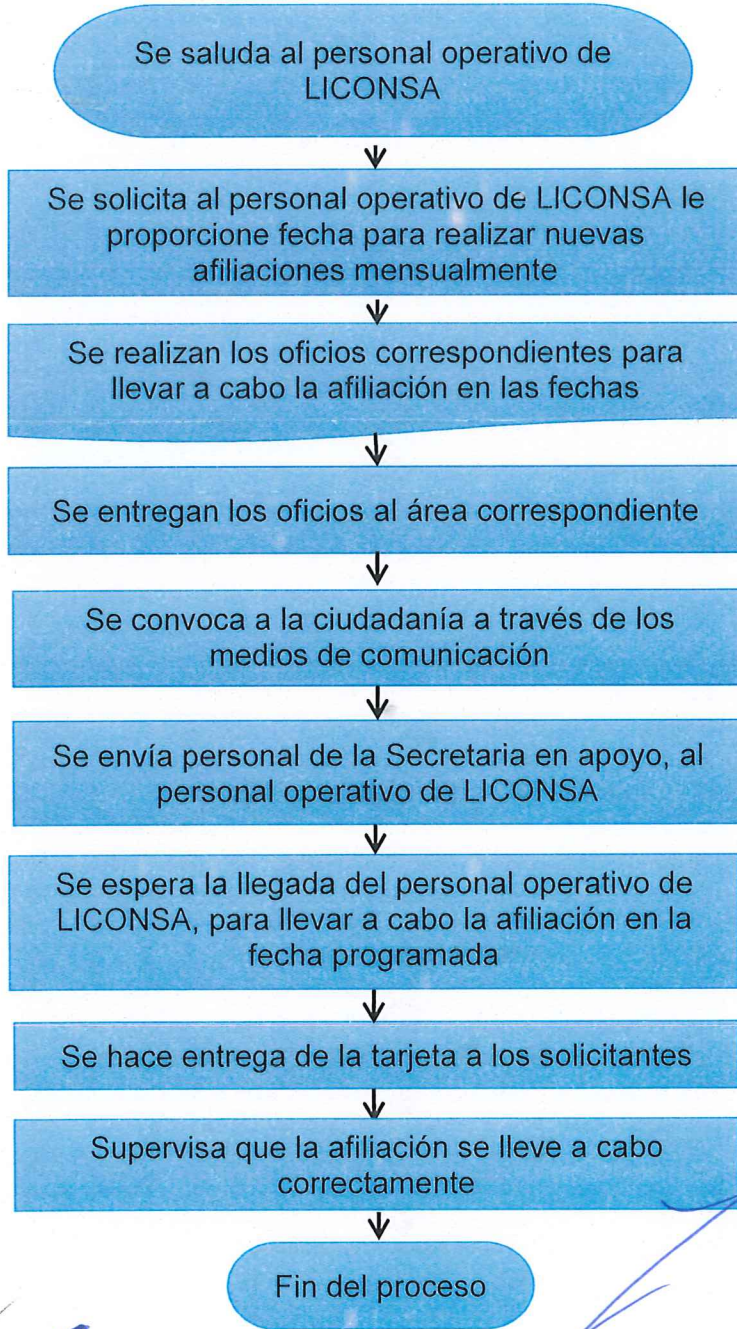 Se saluda al personal operativo de
LICONSA
Se solicita al personal operativo de LICONSA le
proporcione fecha para realizar nuevas
afiliaciones mensualmente
Se realizan los oficios correspondientes para
llevar a cabo la afiliación en las fechas
Se entregan los oficios al área correspondiente
Se convoca a la ciudadanía a través de los
medios de comunicación
Se envía personal de la Secretaria en apoyo, al
personal operativo de LICONSA
Se espera la llegada del personal operativo de
LICONSA, para llevar a cabo la afiliación en la
fecha programada
Se hace entrega de la tarjeta a los solicitantes
Supervisa que la afiliación se lleve a cabo
correctamente
Fin del proceso